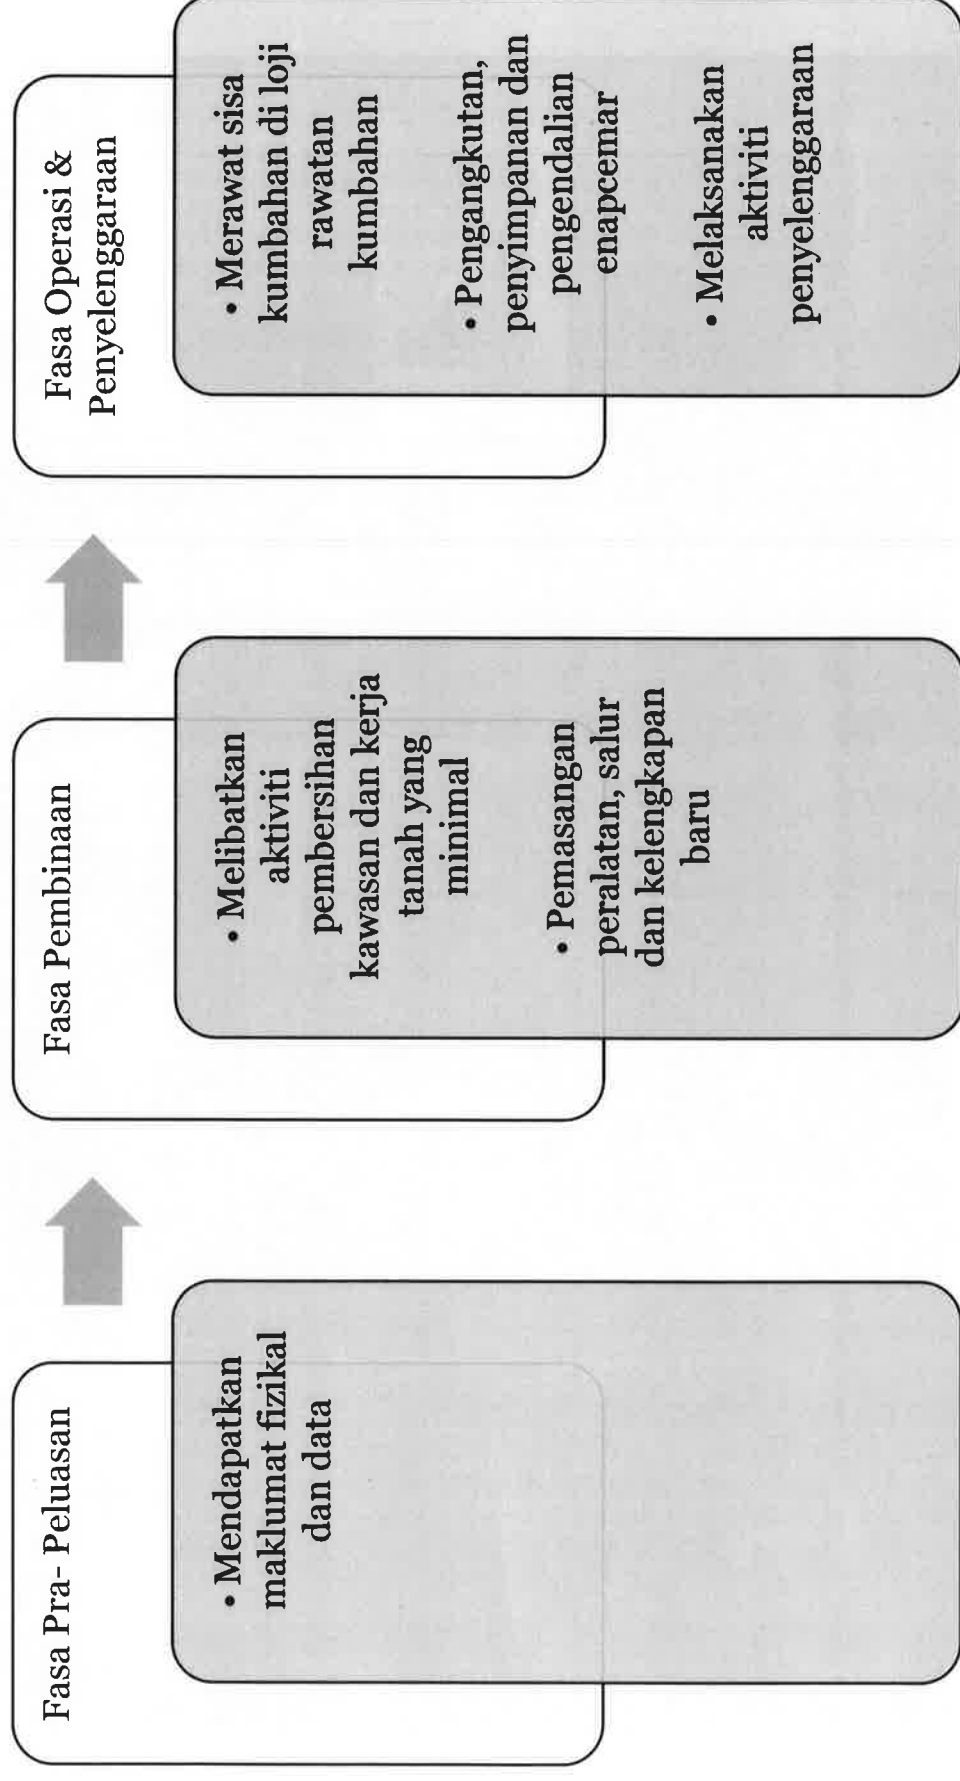 Fasa Pra- Peluasan
• Mendapatkan
maklumat fizikal
dan data
Fasa Pembinaan
• Melibatkan
aktiviti
pembersihan
kawasan dan kerja
tanah yang
minimal
• Pemasangan
peralatan, salur
dan kelengkapan
baru
Fasa Operasi &
Penyelenggaraan
• Merawat sisa
kumbahan di loji
rawatan
kumbahan
• Pengangkutan,
penyimpanan dan
pengendalian
enapcemar
• Melaksanakan
aktiviti
penyelenggaraan